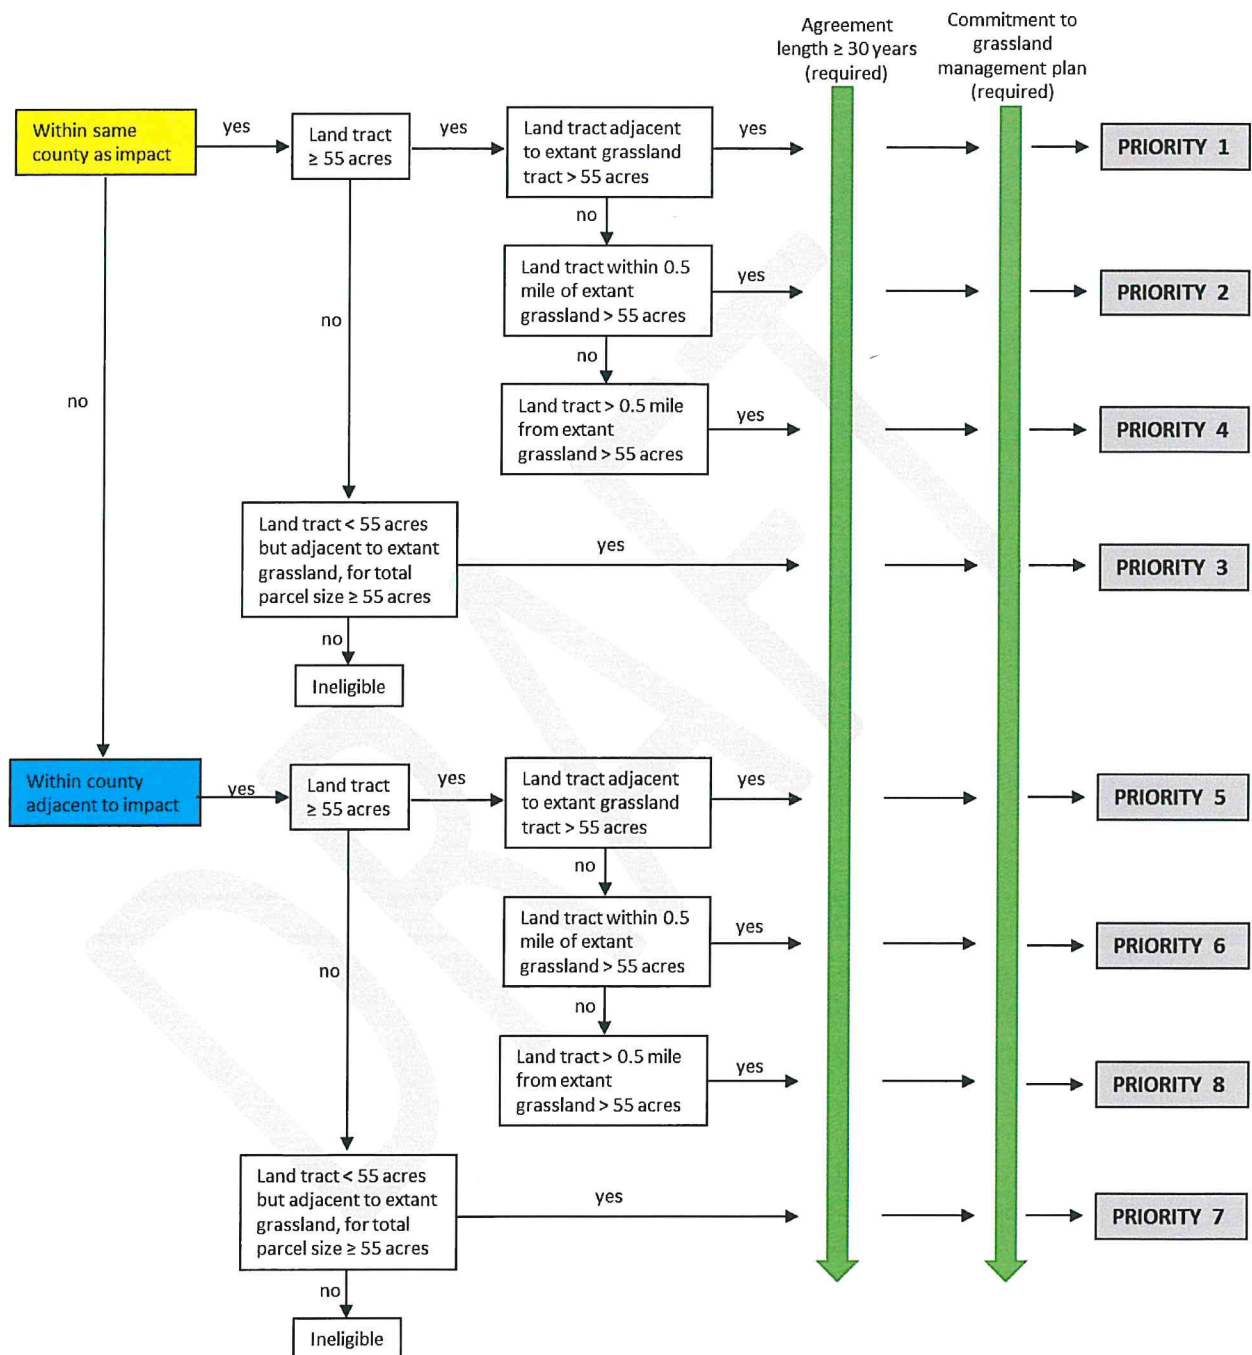 Agreement
length ≥ 30 years
(required)
Commitment to
grassland
management plan
(required)
Within same
county as impact
yes
Land tract
≥ 55 acres
yes
Land tract adjacent
to extant grassland
tract > 55 acres
yes
PRIORITY 1
no
Land tract within 0.5
mile of extant
grassland > 55 acres
yes
PRIORITY 2
no
no
no
Land tract > 0.5 mile
from extant
grassland > 55 acres
yes
PRIORITY 4
Land tract < 55 acres
but adjacent to extant
grassland, for total
parcel size ≥ 55 acres
yes
PRIORITY 3
no
Ineligible
Within county
adjacent to impact
yes
Land tract
≥ 55 acres
yes
Land tract adjacent
to extant grassland
tract > 55 acres
yes
PRIORITY 5
no
Land tract within 0.5
mile of extant
grassland > 55 acres
yes
PRIORITY 6
no
no
Land tract > 0.5 mile
from extant
grassland > 55 acres
yes
PRIORITY 8
Land tract < 55 acres
but adjacent to extant
grassland, for total
parcel size ≥ 55 acres
yes
PRIORITY 7
no
Ineligible
DRAFT